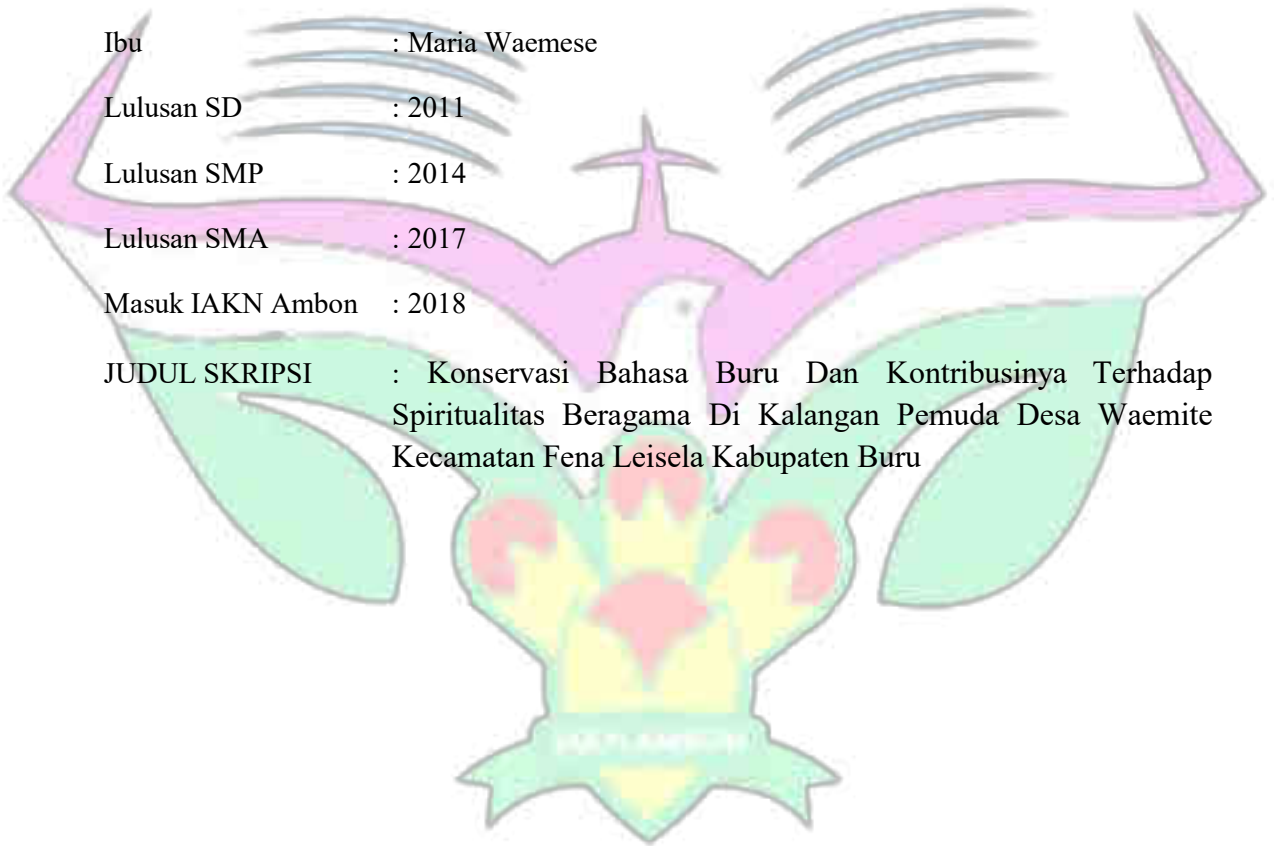 Ibu : Maria Waemese
Lulusan SD : 2011
Lulusan SMP : 2014
Lulusan SMA : 2017
Masuk IAKN Ambon : 2018
JUDUL SKRIPSI : Konservasi Bahasa Buru Dan Kontribusinya Terhadap
Spiritualitas Beragama Di Kalangan Pemuda Desa Waemite
Kecamatan Fena Leisela Kabupaten Buru